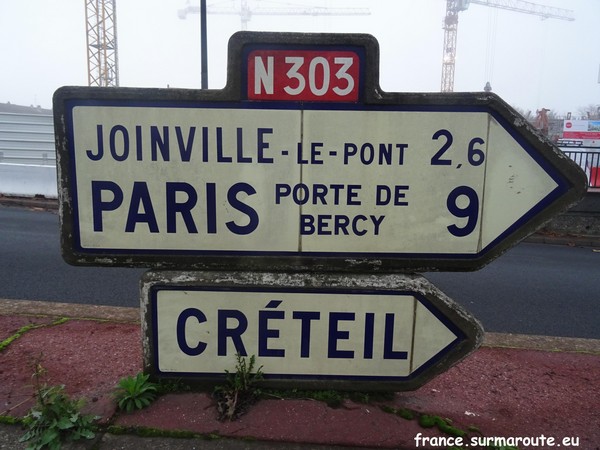 N 303
JOINVILLE-LE-PONT 2,6
PARIS PORTE DE BERCY 9
CRÉTEIL
france.surmaroute.eu